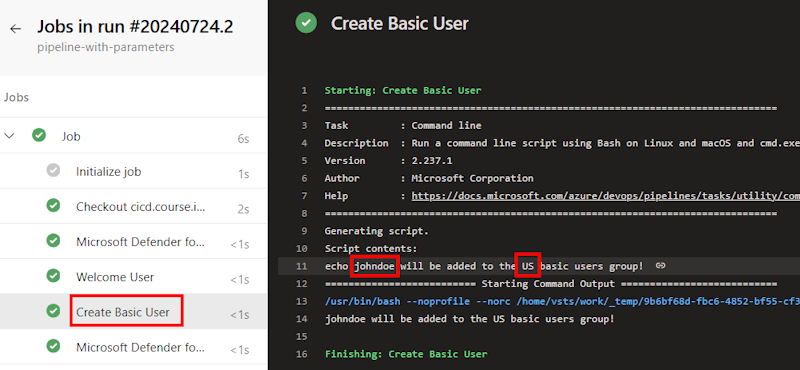 Jobs in run #20240724.2
pipeline-with-parameters
Jobs
Job 6s
Initialize job 1s
Checkout cicd.course.i... 2s
Microsoft Defender fo... <1s
Welcome User <1s
Create Basic User <1s
Microsoft Defender fo... <1s
Create Basic User
1 Starting: Create Basic User
2 ==============================================================================
3 Task : Command line
4 Description : Run a command line script using Bash on Linux and macOS and cmd.exe
5 Version : 2.237.1
6 Author : Microsoft Corporation
7 Help : https://docs.microsoft.com/azure/devops/pipelines/tasks/utility/com
8 ==============================================================================
9 Generating script.
10 Script contents:
11 echo johndoe will be added to the US basic users group!
12 ========================== Starting Command Output ===========================
13 /usr/bin/bash --noprofile --norc /home/vsts/work/_temp/9b6bf68d-fbc6-4852-bf55-cf3
14 johndoe will be added to the US basic users group!
15
16 Finishing: Create Basic User